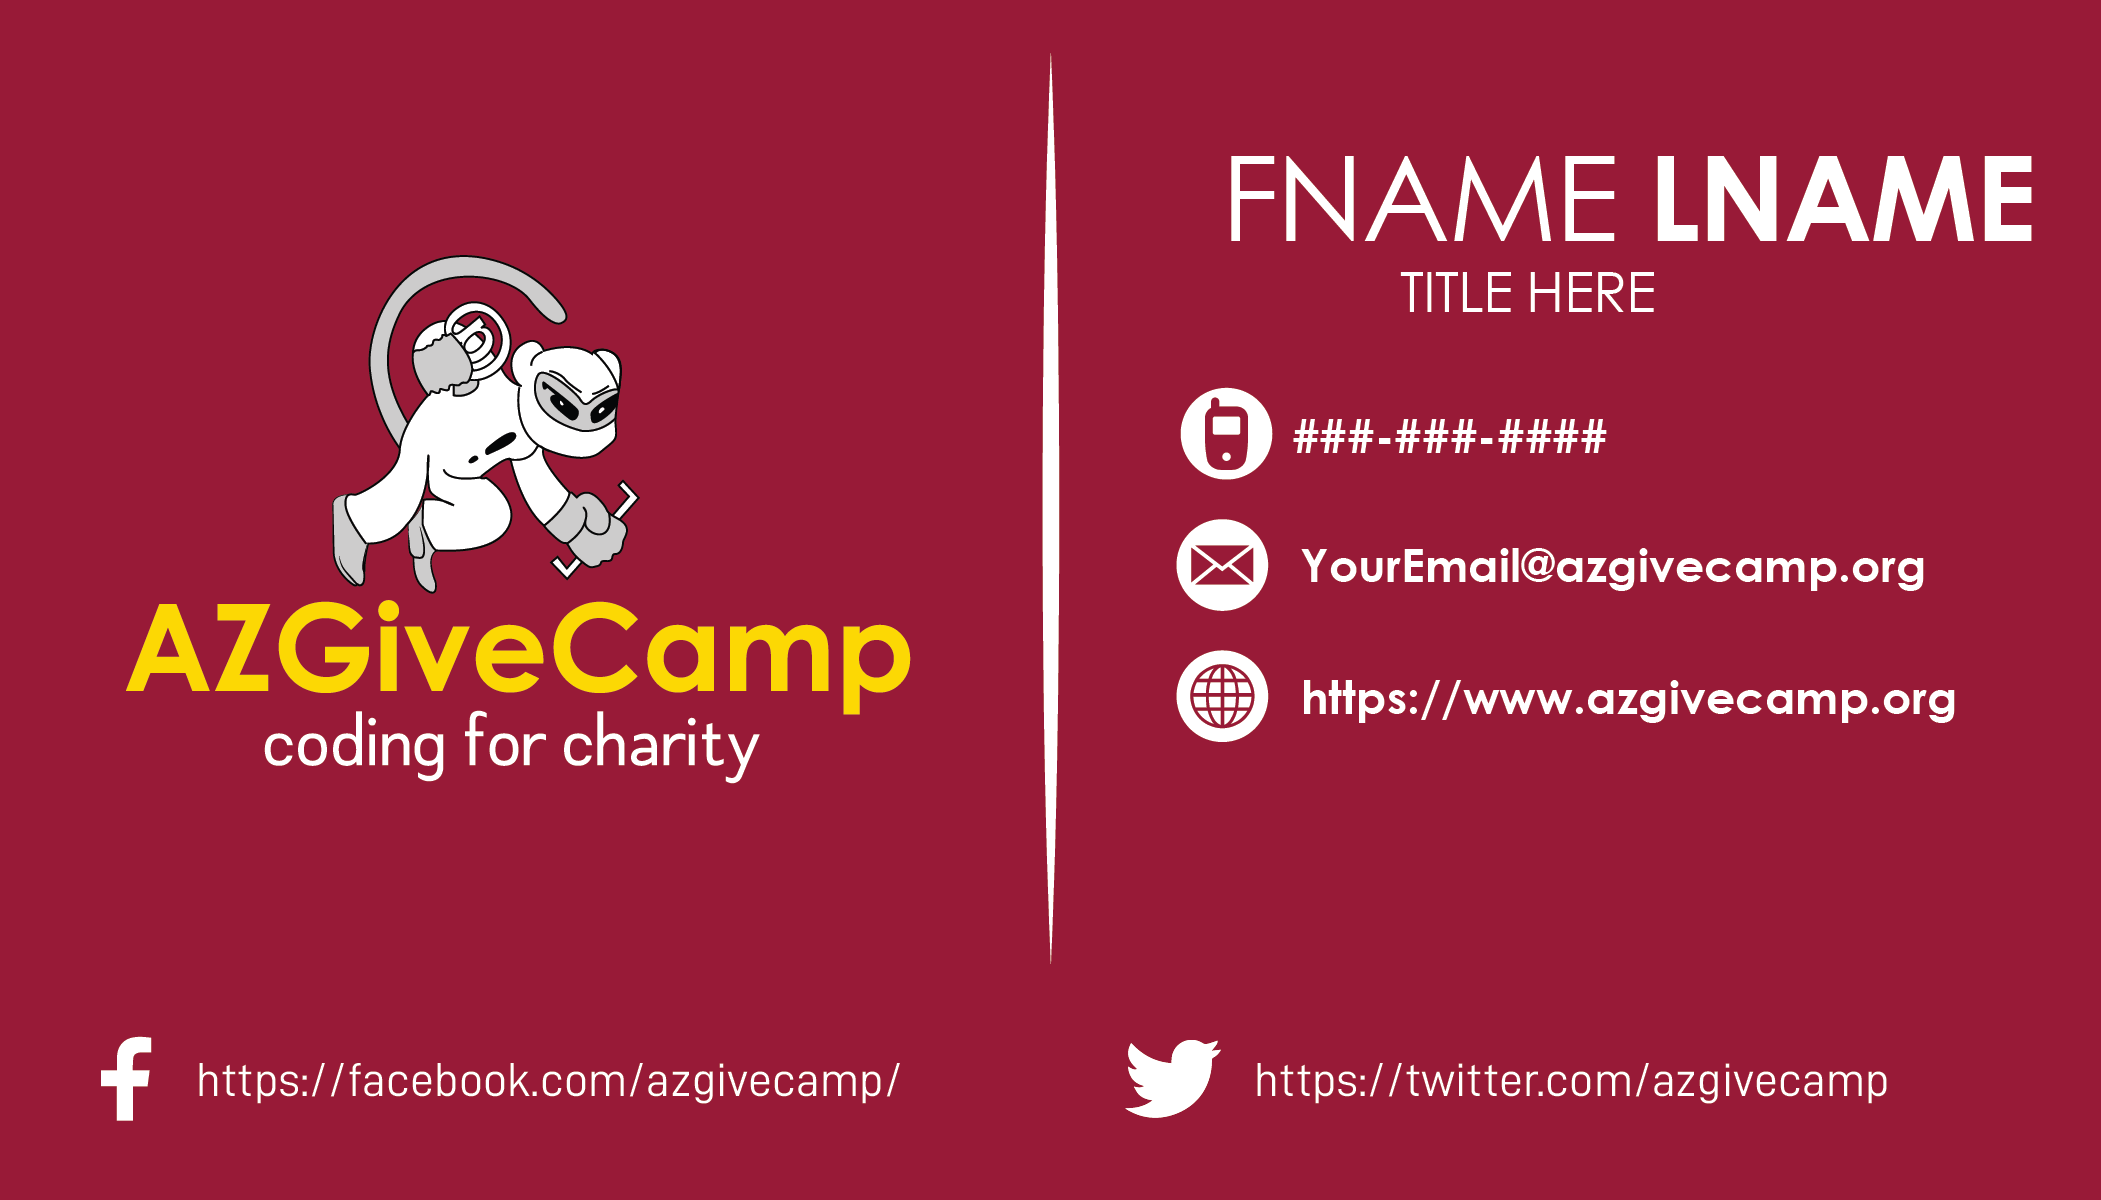 AZGiveCamp
coding for charity
FNAME LNAME
TITLE HERE
###-###-####
YourEmail@azgivecamp.org
https://www.azgivecamp.org
https://facebook.com/azgivecamp/
https://twitter.com/azgivecamp